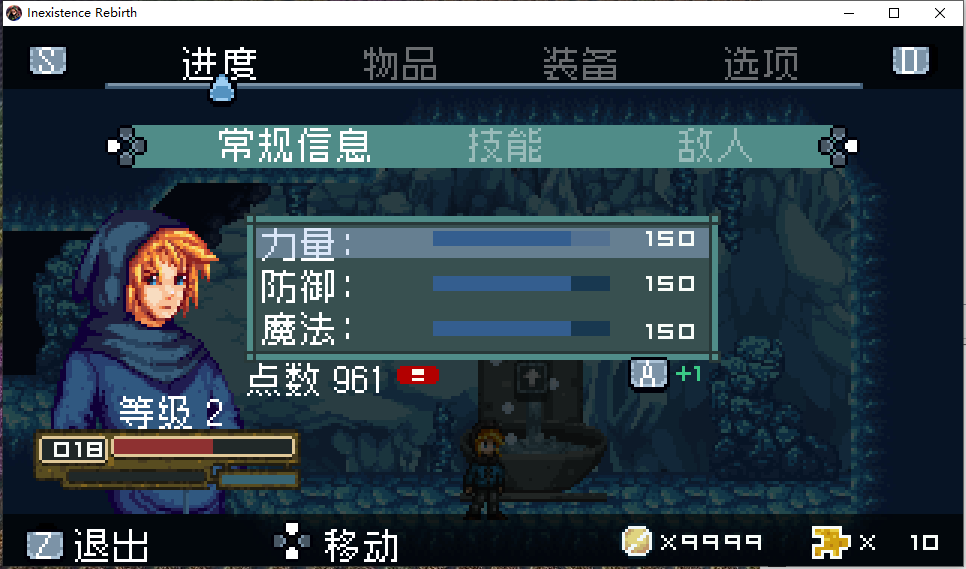 Inexistence Rebirth
S 进度 物品 装备 选项
常规信息 技能 敌人
力量: 150
防御: 150
魔法: 150
点数 961 A +1
等级 2
018
Z 退出 移动 X9999 X 10